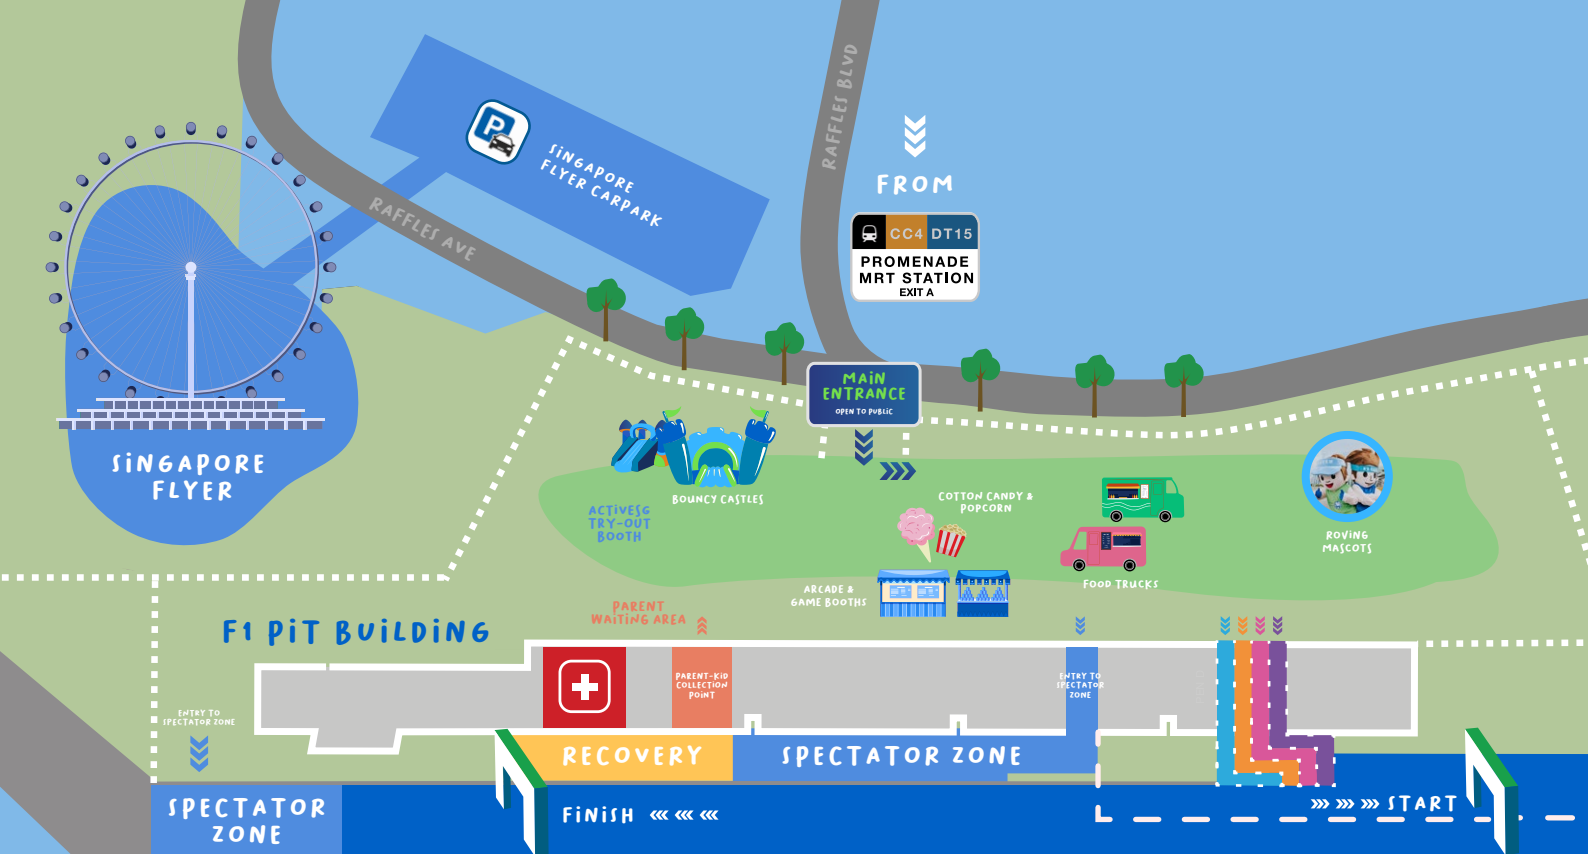 RAFFLES BLVD
P
SiNGAPORE
FLYER CARPARK
FROM
CC4 DT15
PROMENADE
MRT STATION
EXIT A
RAFFLES AVE
MAIN
ENTRANCE
OPEN TO PUBLIC
SiNGAPORE
FLYER
BOUNCY CASTLES
ACTIVESG
TRY-OUT
BOOTH
COTTON CANDY &
POPCORN
ROVING
MASCOTS
FOOD TRUCKS
ARCADE &
GAME BOOTHS
PARENT
WAITING AREA
F1 PiT BUiLDiNG
PARENT-KID
COLLECTION
POINT
ENTRY TO
SPECTATOR
ZONE
ENTRY TO
SPECTATOR ZONE
RECOVERY
SPECTATOR ZONE
SPECTATOR
ZONE
FiNiSH
START